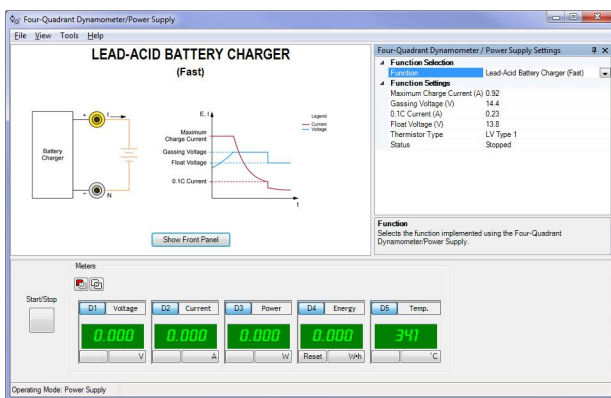 Four-Quadrant Dynamometer/Power Supply
File View Tools Help
LEAD-ACID BATTERY CHARGER
(Fast)
Battery
Charger
+
I
-
N
E, I
Maximum
Charge Current
Gassing Voltage
Float Voltage
0.1C Current
t
Legend
Current
Voltage
Show Front Panel
Four-Quadrant Dynamometer / Power Supply Settings
Function Selection
Function Lead-Acid Battery Charger (Fast)
Function Settings
Maximum Charge Current (A) 0.92
Gassing Voltage (V) 14.4
0.1C Current (A) 0.23
Float Voltage (V) 13.8
Thermistor Type LV Type 1
Status Stopped
Function
Selects the function implemented using the Four-Quadrant
Dynamometer/Power Supply.
Meters
Start/Stop
D1 Voltage D2 Current D3 Power D4 Energy D5 Temp.
0.000 0.000 0.000 0.000 341
V A W Reset W•h °C
Operating Mode: Power Supply